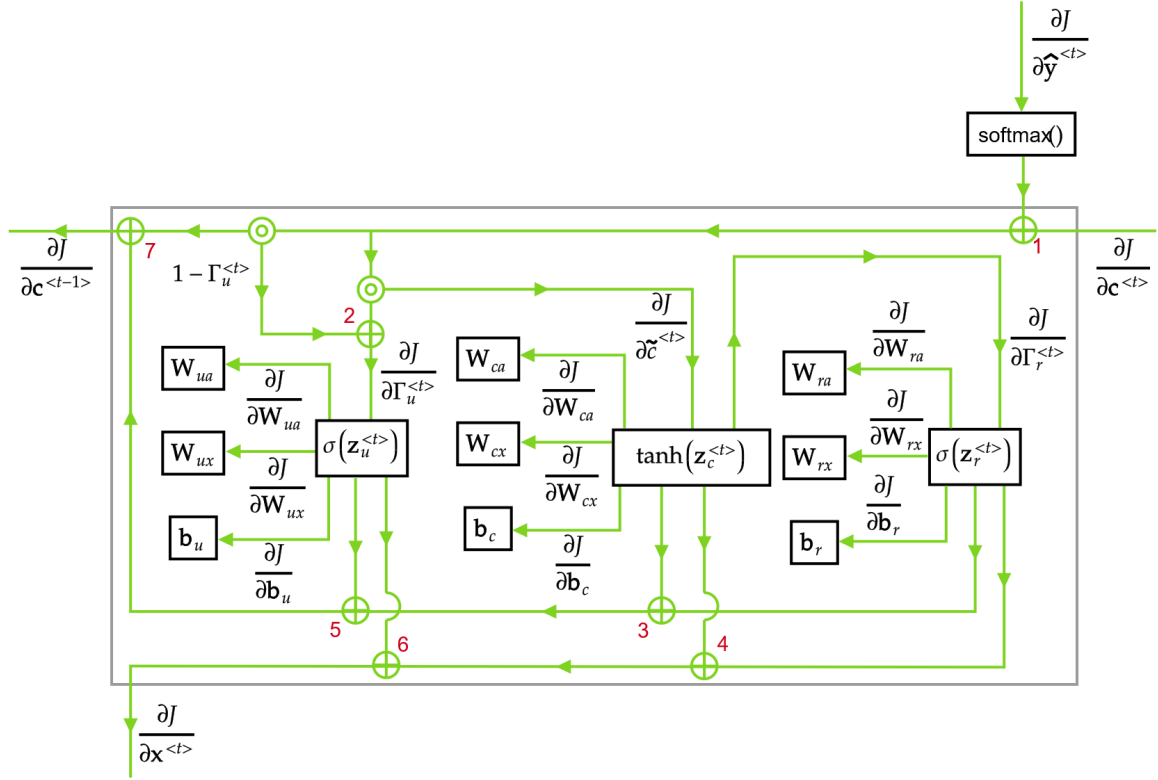 ∂J
∂ŷ<t>
softmax()
1
7
∂J
∂c<t−1>
1 − Γu<t>
∂J
∂c<t>
2
∂J
∂c̃<t>
∂J
∂Γu<t>
∂J
∂Γr<t>
Wua
∂J
∂Wua
Wca
∂J
∂Wca
Wra
∂J
∂Wra
Wux
σ(zu<t>)
∂J
∂Wux
Wcx
tanh(zc<t>)
∂J
∂Wcx
Wrx
σ(zr<t>)
∂J
∂Wrx
bu
∂J
∂bu
bc
∂J
∂bc
br
∂J
∂br
5
3
6
4
∂J
∂x<t>